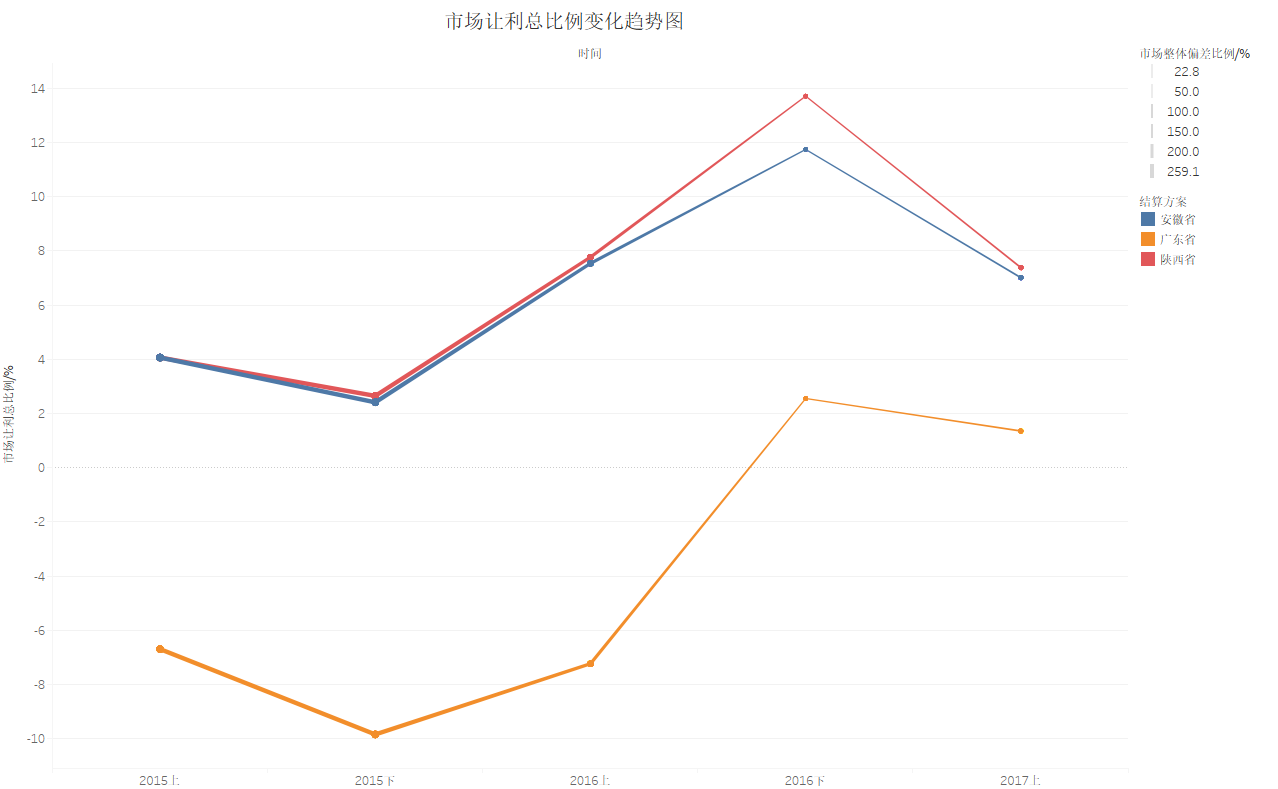 市场让利总比例变化趋势图
时间
市场让利总比例/%
14
12
10
8
6
4
2
0
-2
-4
-6
-8
-10
2015上
2015下
2016上
2016下
2017上
市场整体偏差比例/%
22.8
50.0
100.0
150.0
200.0
259.1
结算方案
安徽省
广东省
陕西省